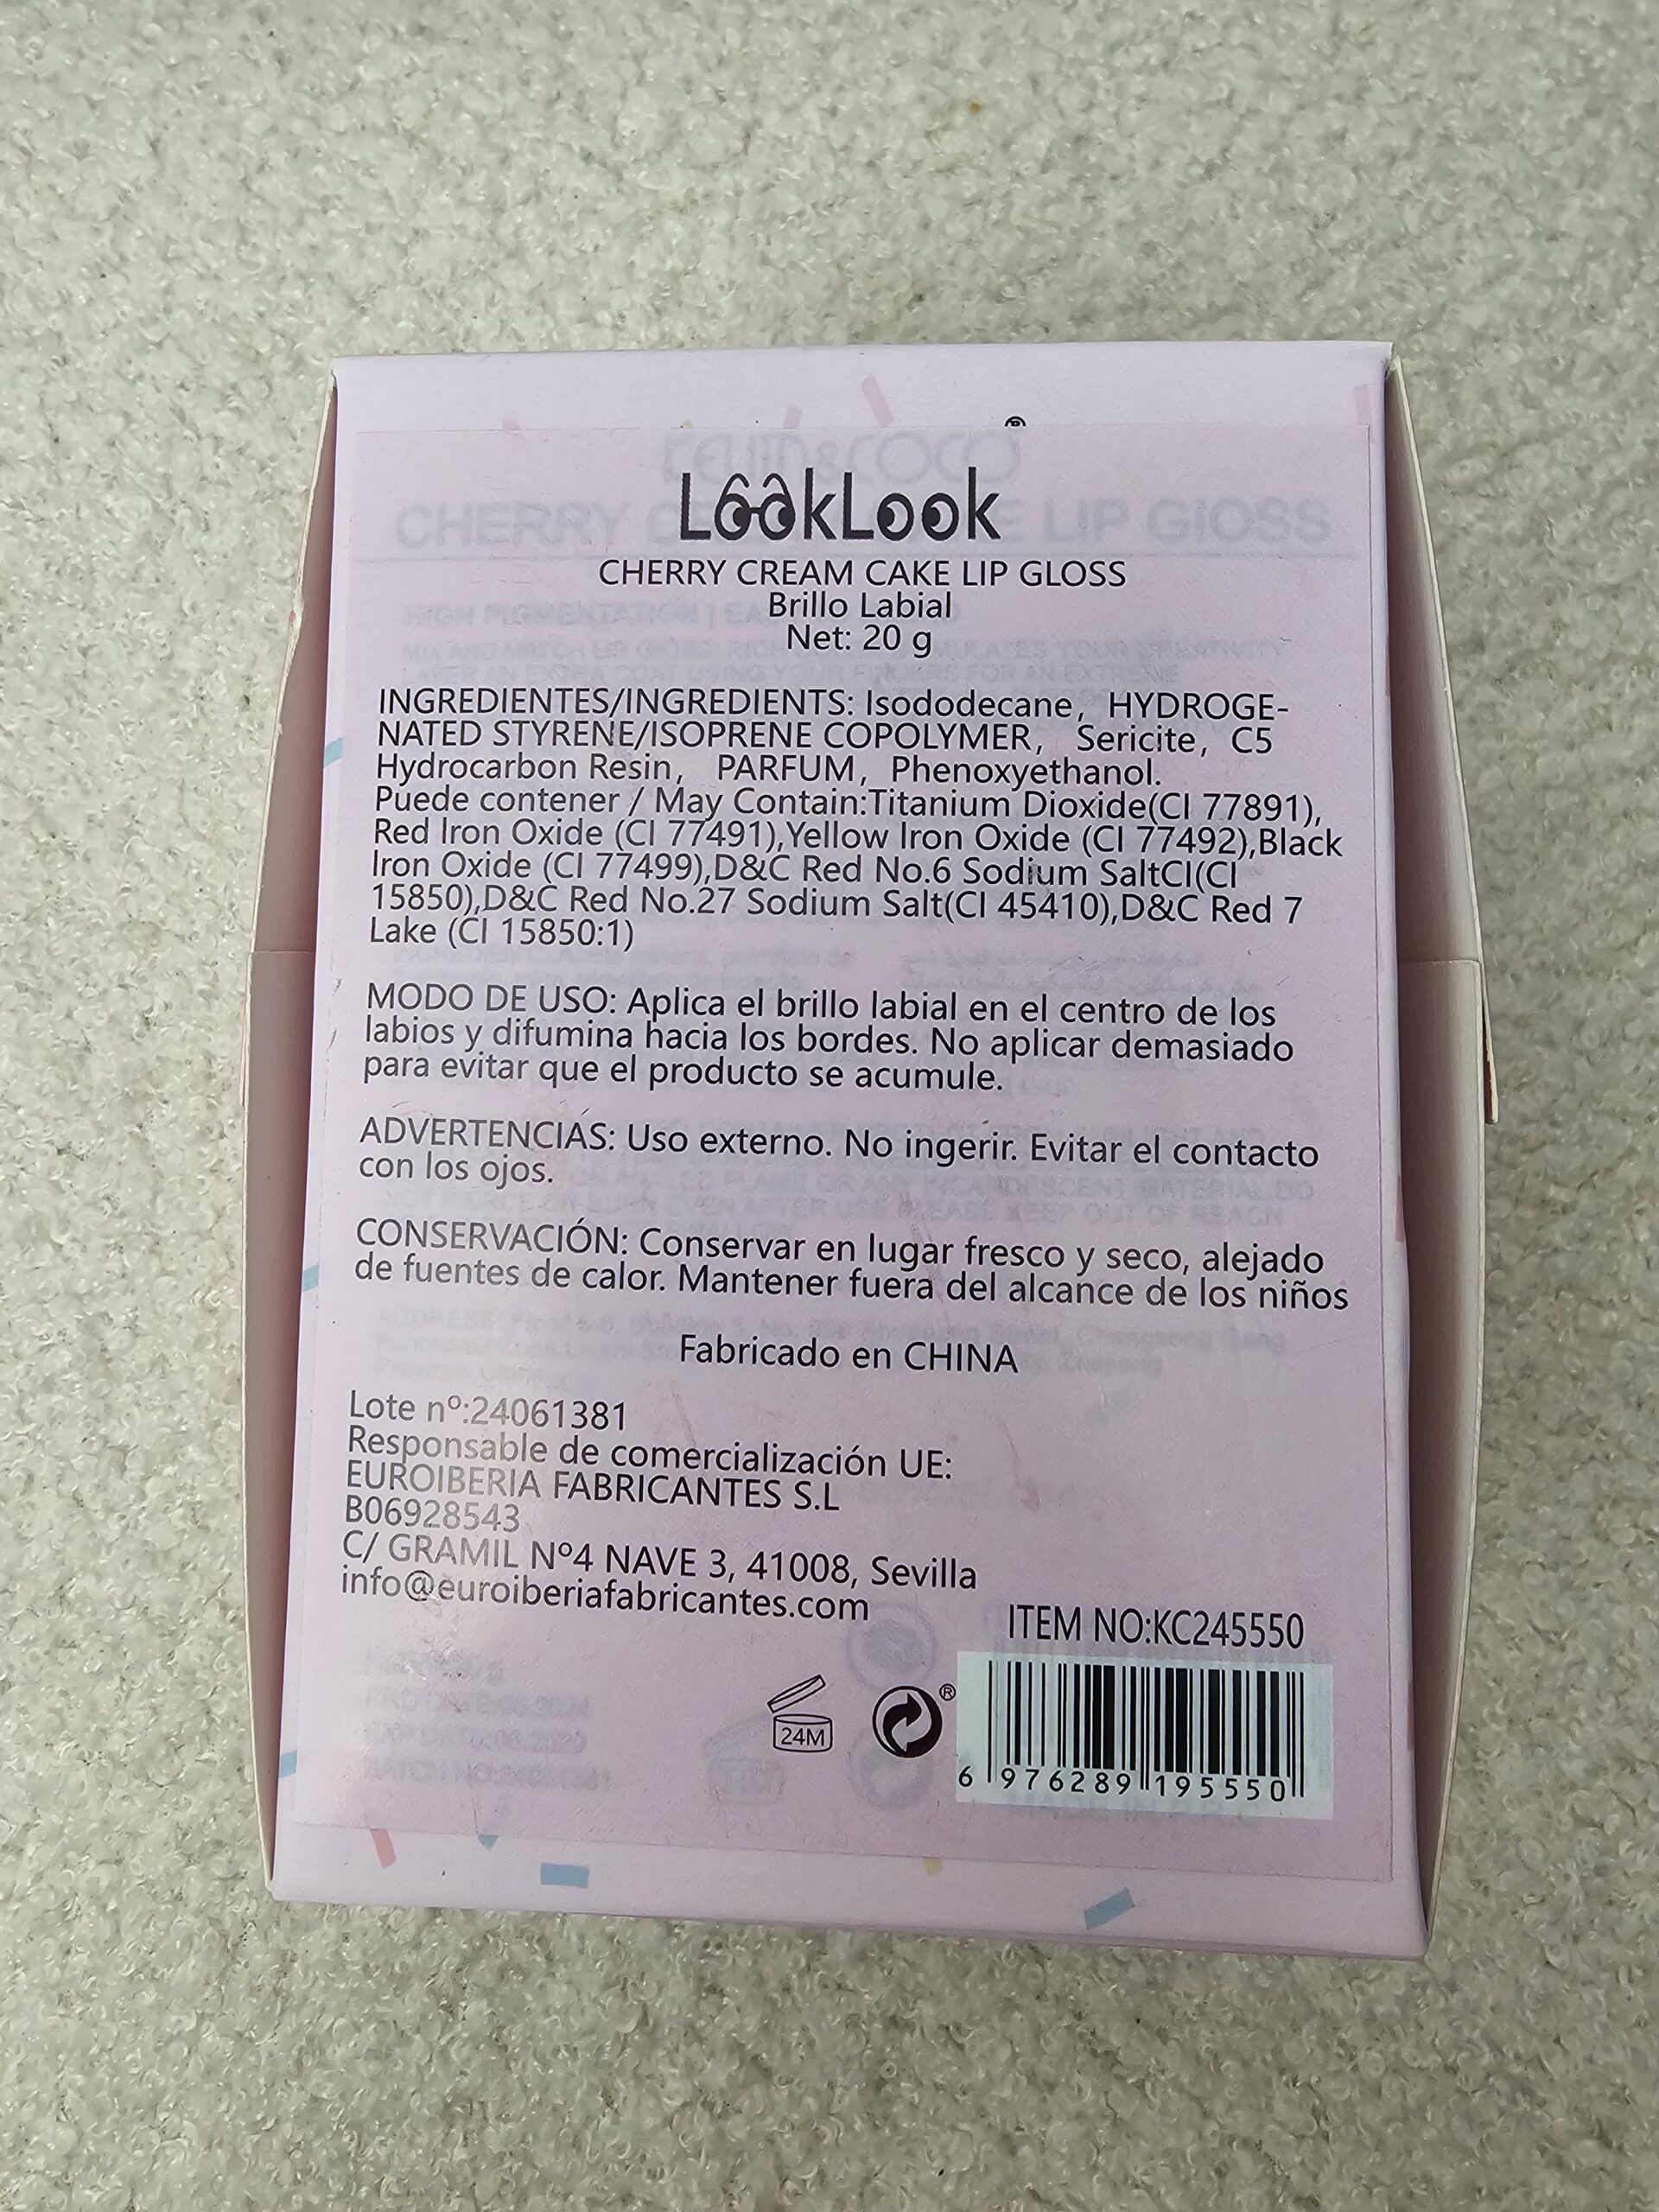 LookLook
CHERRY CREAM CAKE LIP GLOSS
Brillo Labial
Net: 20 g
INGREDIENTES/INGREDIENTS: Isododecane, HYDROGE-
NATED STYRENE/ISOPRENE COPOLYMER, Sericite, C5
Hydrocarbon Resin, PARFUM, Phenoxyethanol.
Puede contener / May Contain:Titanium Dioxide(CI 77891),
Red Iron Oxide (CI 77491),Yellow Iron Oxide (CI 77492),Black
Iron Oxide (CI 77499),D&C Red No.6 Sodium SaltCI(CI
15850),D&C Red No.27 Sodium Salt(CI 45410),D&C Red 7
Lake (CI 15850:1)
MODO DE USO: Aplica el brillo labial en el centro de los
labios y difumina hacia los bordes. No aplicar demasiado
para evitar que el producto se acumule.
ADVERTENCIAS: Uso externo. No ingerir. Evitar el contacto
con los ojos.
CONSERVACIÓN: Conservar en lugar fresco y seco, alejado
de fuentes de calor. Mantener fuera del alcance de los niños
Fabricado en CHINA
Lote nº:24061381
Responsable de comercialización UE:
EUROIBERIA FABRICANTES S.L
B06928543
C/ GRAMIL Nº4 NAVE 3, 41008, Sevilla
info@euroiberiafabricantes.com
ITEM NO:KC245550
24M
®
6 976289 195550